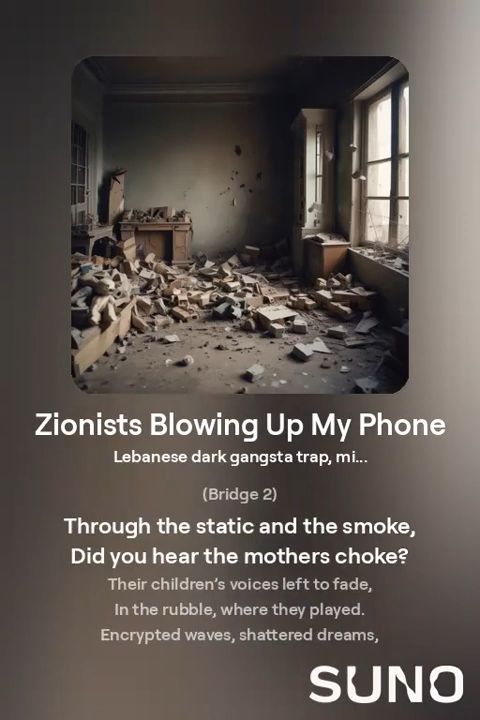 Zionists Blowing Up My Phone
Lebanese dark gangsta trap, mi...
(Bridge 2)
Through the static and the smoke,
Did you hear the mothers choke?
Their children's voices left to fade,
In the rubble, where they played.
Encrypted waves, shattered dreams,
SUNO